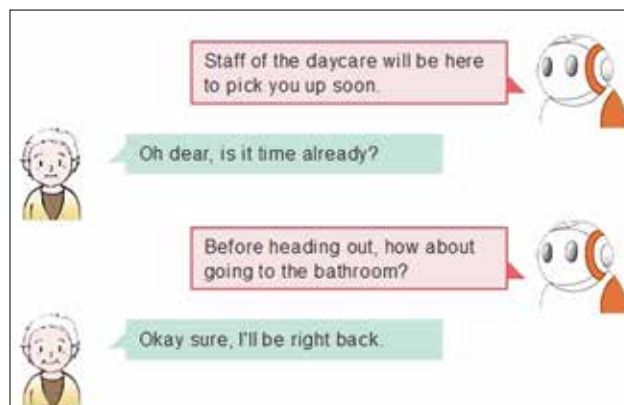 Staff of the daycare will be here
to pick you up soon.
Oh dear, is it time already?
Before heading out, how about
going to the bathroom?
Okay sure, I'll be right back.